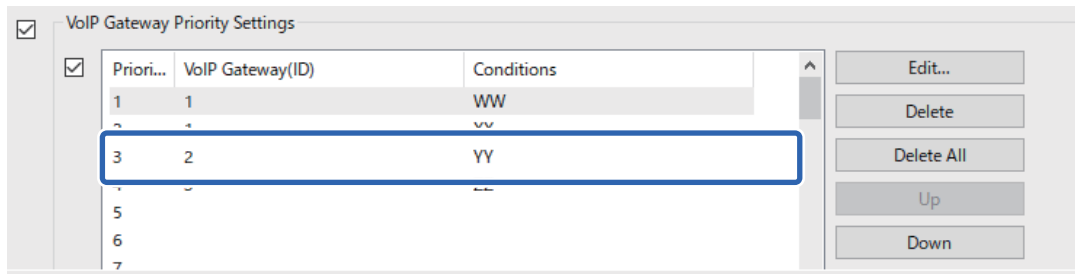 VoIP Gateway Priority Settings
Priori... VoIP Gateway(ID) Conditions
1 1 WW
3 2 YY
5
6
7
Edit...
Delete
Delete All
Up
Down